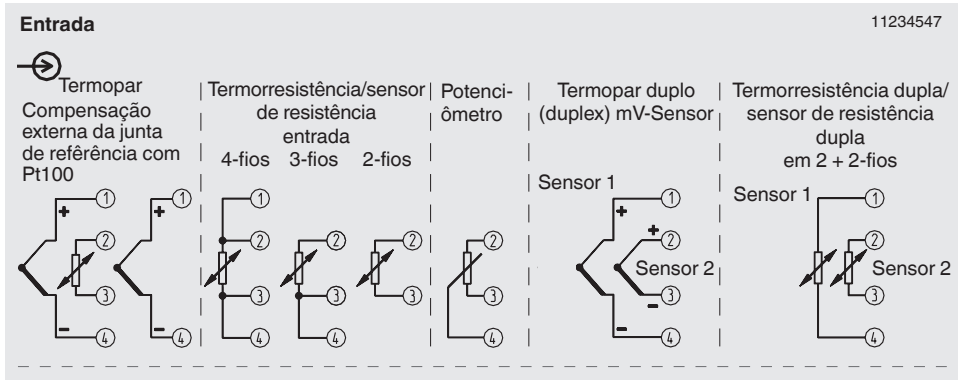 Entrada
11234547
Termopar
Compensação
externa da junta
de refêrência com
Pt100
Termorresistência/sensor
de resistência
entrada
4-fios 3-fios 2-fios
Potenci-
ômetro
Termopar duplo
(duplex) mV-Sensor
Termorresistência dupla/
sensor de resistência
dupla
em 2 + 2-fios
Sensor 1
Sensor 1
1 1 1 1 1
+ + + +
2 2 2 2 2 2 2
Sensor 2
Sensor 2
3 3 3 3 3 3 3
−
− − −
4 4 4 4 4 4 4